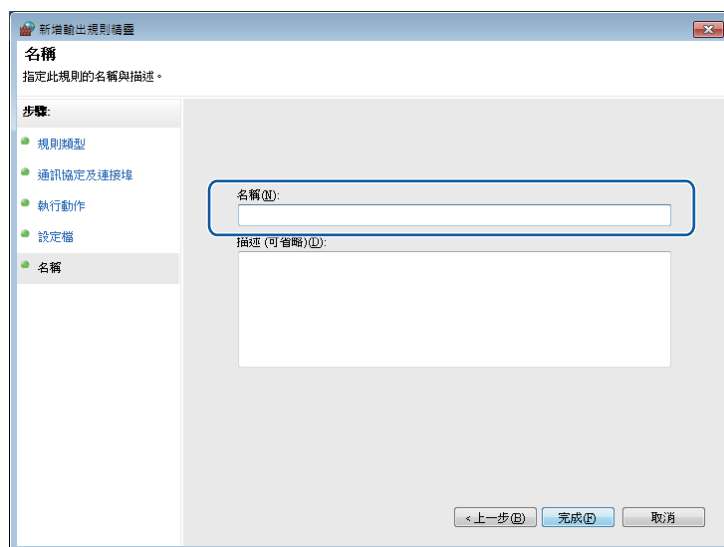 新增輸出規則精靈
名稱
指定此規則的名稱與描述。
步驟:
規則類型
通訊協定及連接埠
執行動作
設定檔
名稱
名稱(N):
描述 (可省略)(D):
<上一步(B)
完成(F)
取消